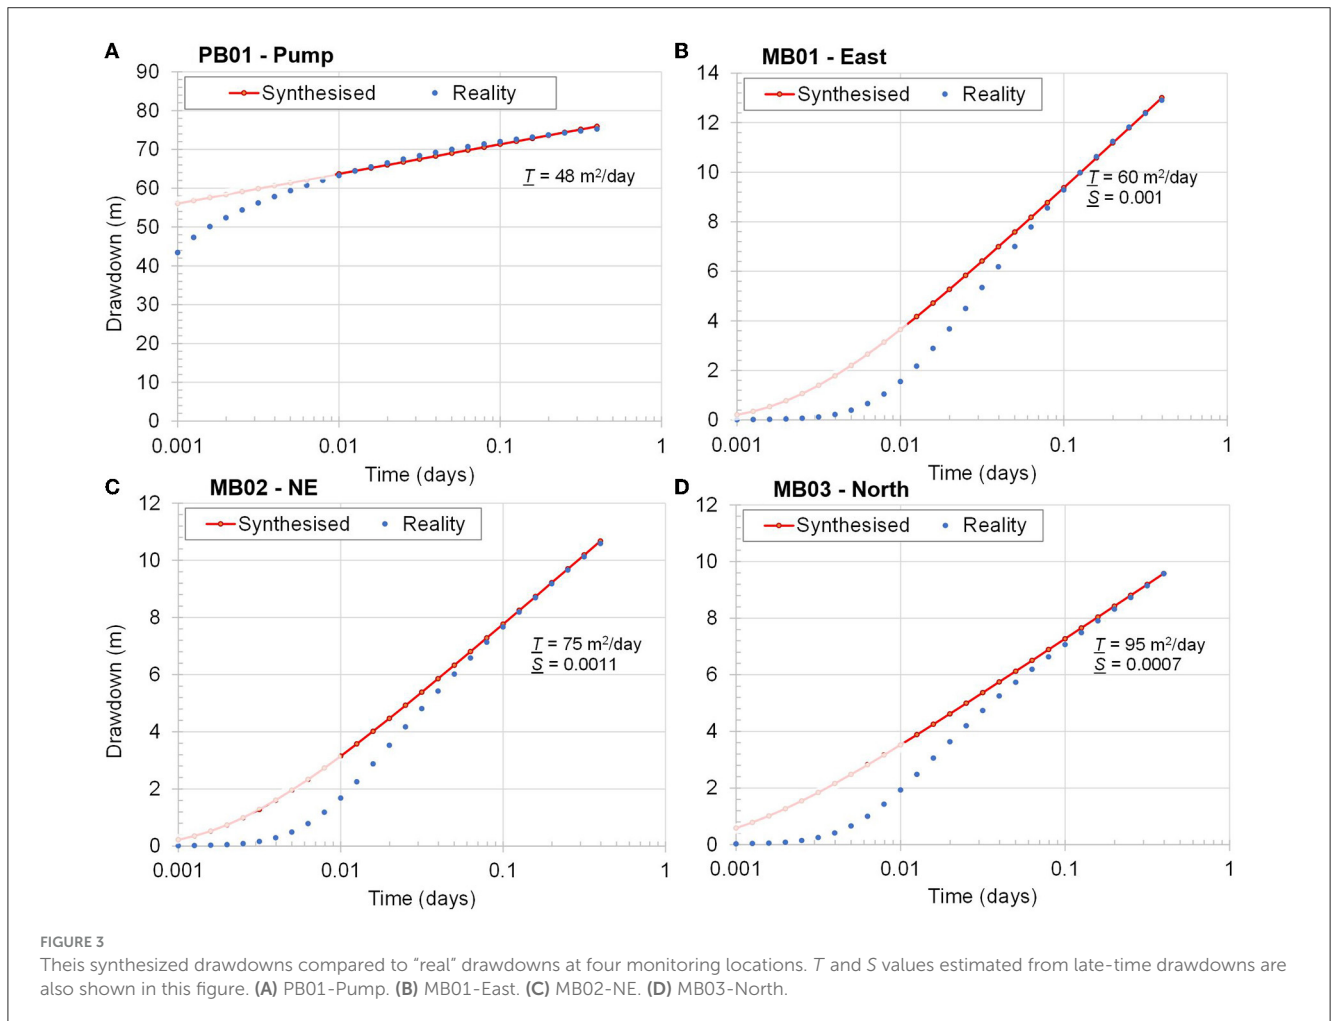 A
PB01 - Pump
90
80
70
60
50
40
30
20
10
0
Drawdown (m)
Synthesised
Reality
T = 48 m²/day
0.001
0.01
0.1
1
Time (days)
B
MB01 - East
14
12
10
8
6
4
2
0
Synthesised
Reality
T = 60 m²/day
S = 0.001
0.001
0.01
0.1
1
Time (days)
C
MB02 - NE
12
10
8
6
4
2
0
Drawdown (m)
Synthesised
Reality
T = 75 m²/day
S = 0.0011
0.001
0.01
0.1
1
Time (days)
D
MB03 - North
12
10
8
6
4
2
0
Synthesised
Reality
T = 95 m²/day
S = 0.0007
0.001
0.01
0.1
1
Time (days)
FIGURE 3
Theis synthesized drawdowns compared to “real” drawdowns at four monitoring locations. T and S values estimated from late-time drawdowns are
also shown in this figure. (A) PB01-Pump. (B) MB01-East. (C) MB02-NE. (D) MB03-North.